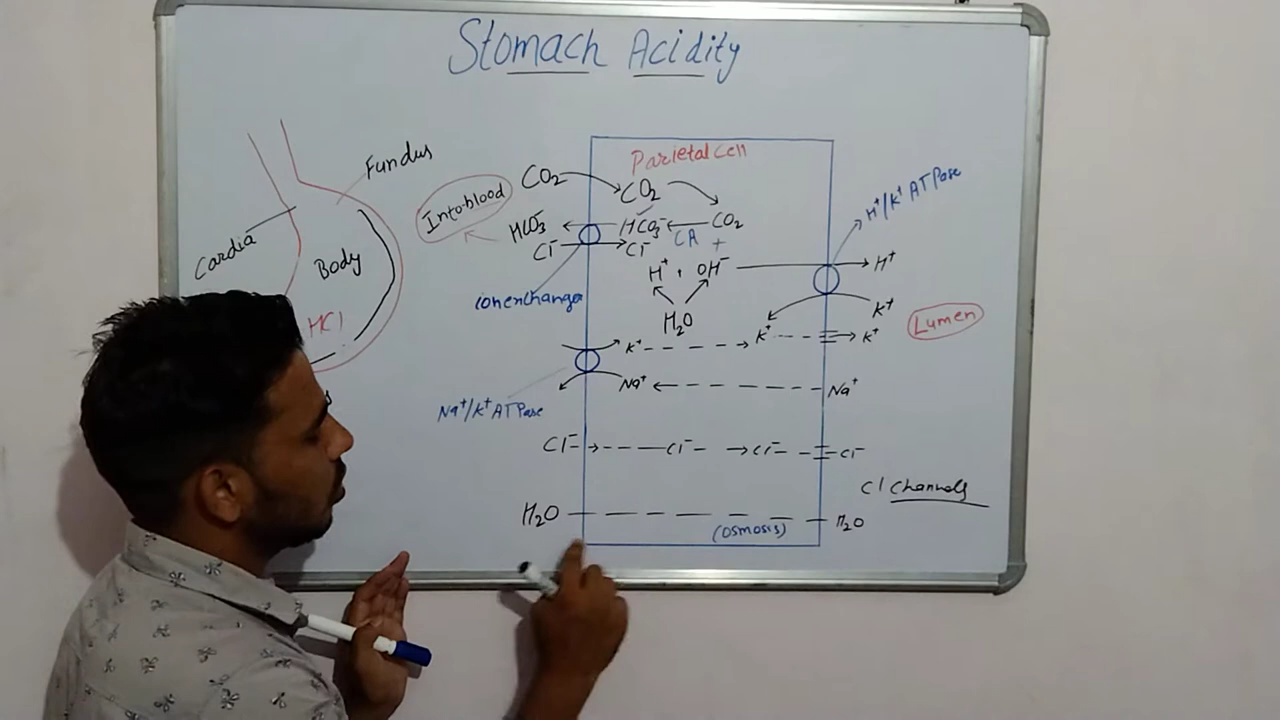 Stomach Acidity
Fundus
Cardia
Body
HCl
Into blood
Parietal Cell
CO₂ CO₂
HCO₃⁻ HCO₃⁻ CO₂
Cl⁻ Cl⁻ CA +
H⁺ + OH⁻
H₂O
ion exchanger
H⁺/K⁺ ATPase
H⁺
K⁺
Lumen
K⁺ K⁺ K⁺
Na⁺ Na⁺
Na⁺/K⁺ ATPase
Cl⁻ Cl⁻ Cl⁻ Cl⁻
Cl Channels
H₂O (osmosis) H₂O